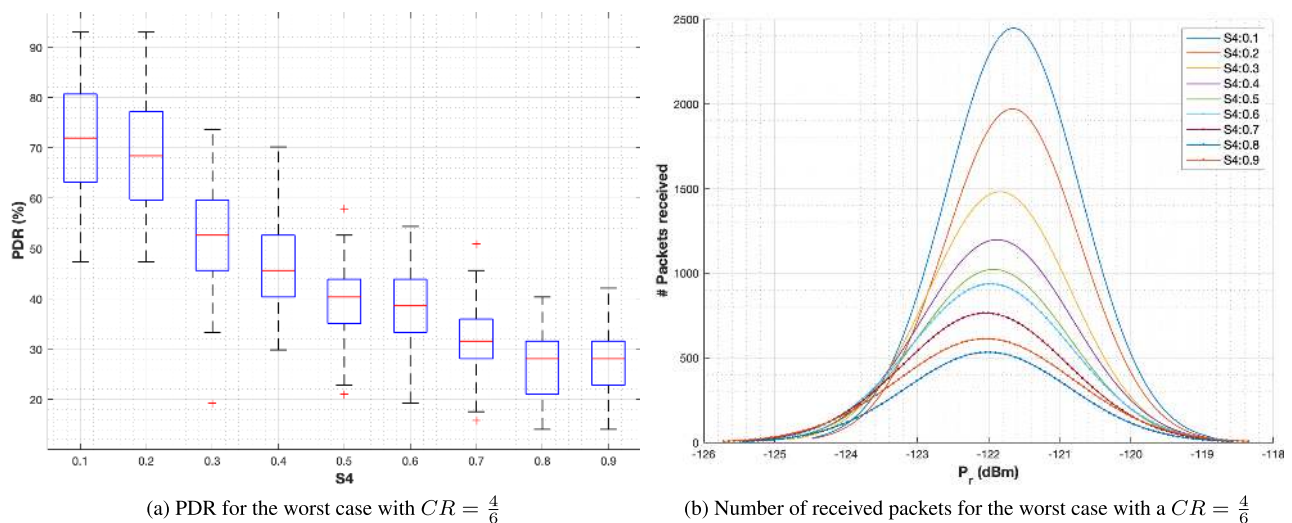 90
80
70
60
50
40
30
20
PDR (%)
0.1 0.2 0.3 0.4 0.5 0.6 0.7 0.8 0.9
S4
(a) PDR for the worst case with CR = 4/6
2500
2000
1500
1000
500
0
# Packets received
S4:0.1
S4:0.2
S4:0.3
S4:0.4
S4:0.5
S4:0.6
S4:0.7
S4:0.8
S4:0.9
-126 -125 -124 -123 -122 -121 -120 -119 -118
P_r (dBm)
(b) Number of received packets for the worst case with a CR = 4/6